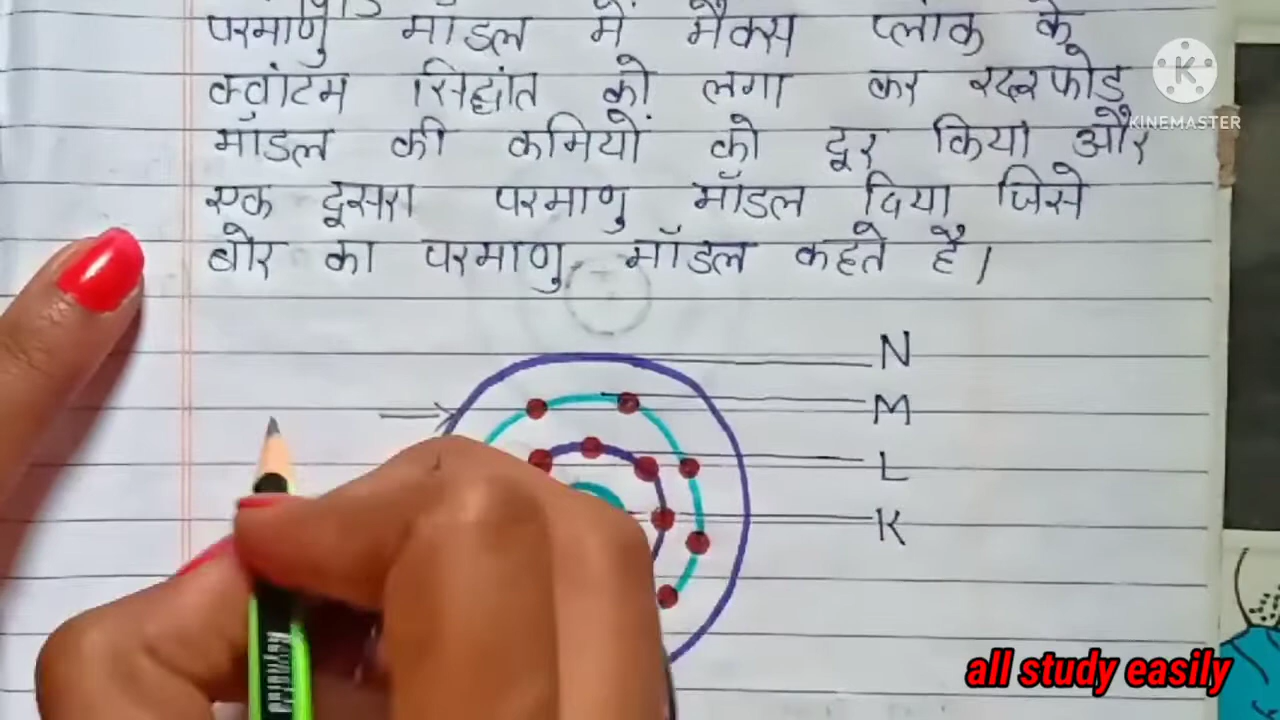 परमाणु मॉडल में मैक्स प्लांक के
क्वांटम सिद्धांत को लगा कर रदरफोर्ड
मॉडल की कमियों को दूर किया और
एक दूसरा परमाणु मॉडल दिया जिसे
बोर का परमाणु मॉडल कहते है।
K
KINEMASTER
N
M
L
K
all study easily